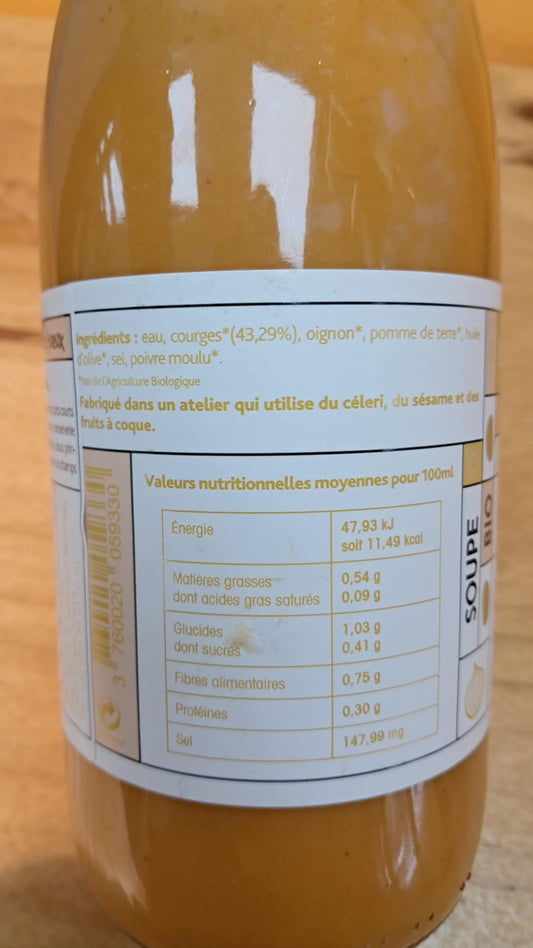 Ingrédients : eau, courges*(43,29%), oignon*, pomme de terre*, huile
d'olive*, sel, poivre moulu*.
*Issu de l'Agriculture Biologique
Fabriqué dans un atelier qui utilise du céleri, du sésame et des
fruits à coque.
Valeurs nutritionnelles moyennes pour 100ml
Énergie
47,93 kJ
soit 11,49 kcal
Matières grasses
0,54 g
dont acides gras saturés
0,09 g
Glucides
1,03 g
dont sucres
0,41 g
Fibres alimentaires
0,75 g
Protéines
0,30 g
Sel
147,99 mg
3 760020 059330
SOUPE
BIO